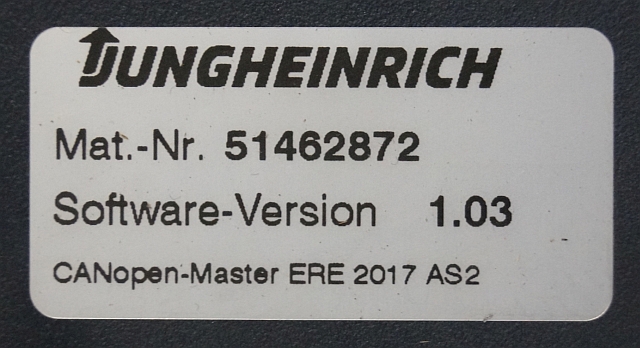 JUNGHEINRICH
Mat.-Nr. 51462872
Software-Version 1.03
CANopen-Master ERE 2017 AS2